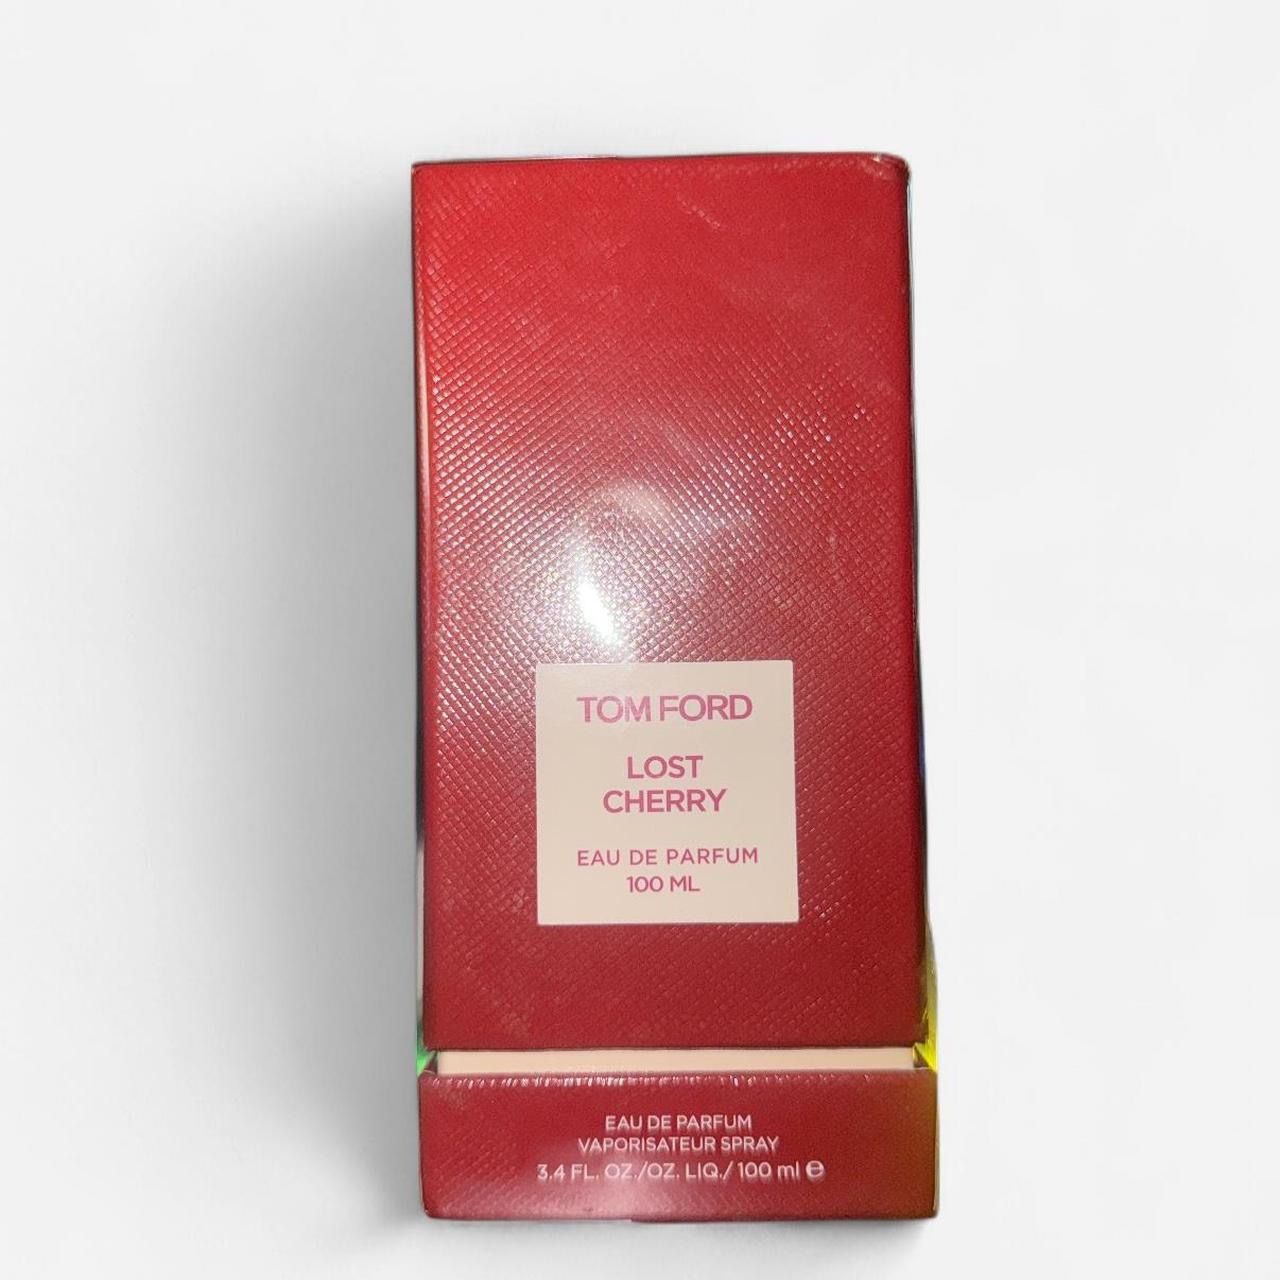 TOM FORD
LOST
CHERRY
EAU DE PARFUM
100 ML
EAU DE PARFUM
VAPORISATEUR SPRAY
3.4 FL. OZ./OZ. LIQ./ 100 ml ℮